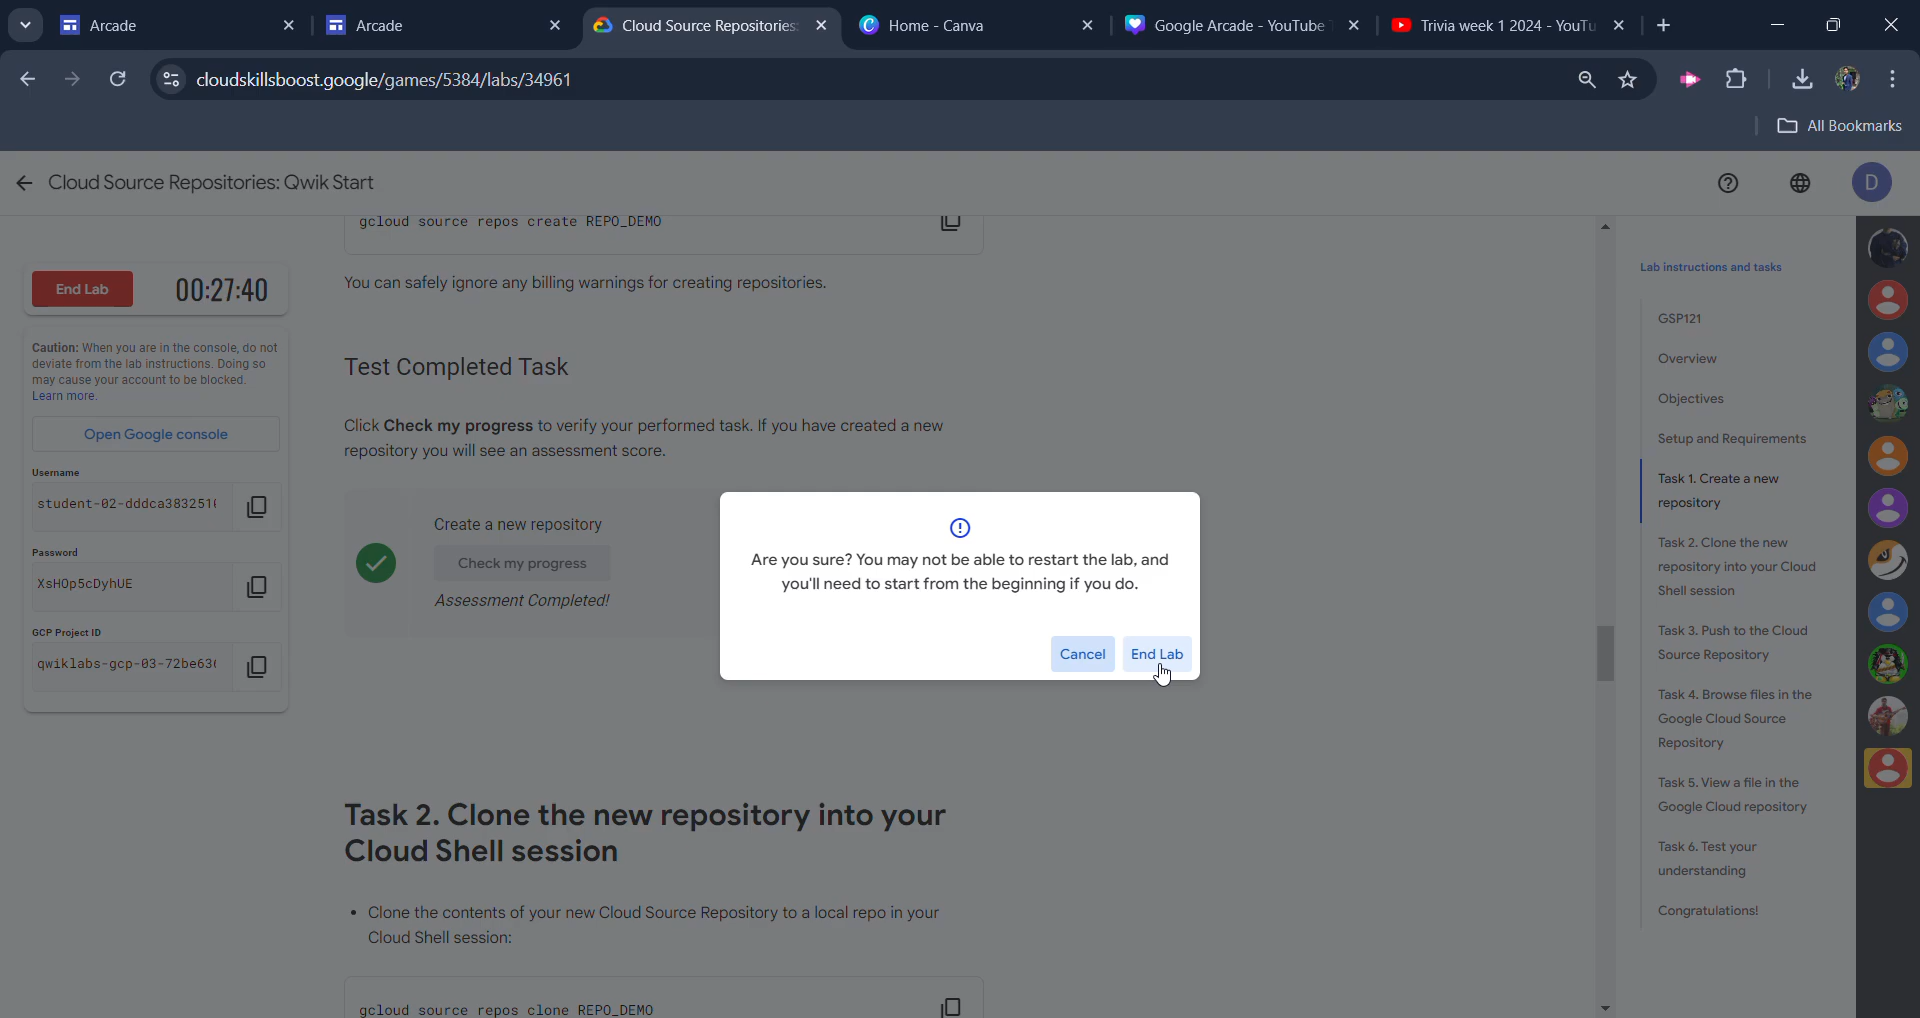 Arcade
Arcade
Cloud Source Repositories:
Home - Canva
Google Arcade - YouTube
Trivia week 1 2024 - YouTu
cloudskillsboost.google/games/5384/labs/34961
All Bookmarks
Cloud Source Repositories: Qwik Start
D
End Lab
00:27:40
Caution: When you are in the console, do not
deviate from the lab instructions. Doing so
may cause your account to be blocked.
Learn more.
Open Google console
Username
student-02-dddca3832510
Password
XsHOp5cDyhUE
GCP Project ID
qwiklabs-gcp-03-72be630
gcloud source repos create REPO_DEMO
You can safely ignore any billing warnings for creating repositories.
Test Completed Task
Click Check my progress to verify your performed task. If you have created a new
repository you will see an assessment score.
Create a new repository
Check my progress
Assessment Completed!
Are you sure? You may not be able to restart the lab, and
you'll need to start from the beginning if you do.
Cancel
End Lab
Task 2. Clone the new repository into your
Cloud Shell session
• Clone the contents of your new Cloud Source Repository to a local repo in your
Cloud Shell session:
gcloud source repos clone REPO_DEMO
Lab instructions and tasks
GSP121
Overview
Objectives
Setup and Requirements
Task 1. Create a new
repository
Task 2. Clone the new
repository into your Cloud
Shell session
Task 3. Push to the Cloud
Source Repository
Task 4. Browse files in the
Google Cloud Source
Repository
Task 5. View a file in the
Google Cloud repository
Task 6. Test your
understanding
Congratulations!